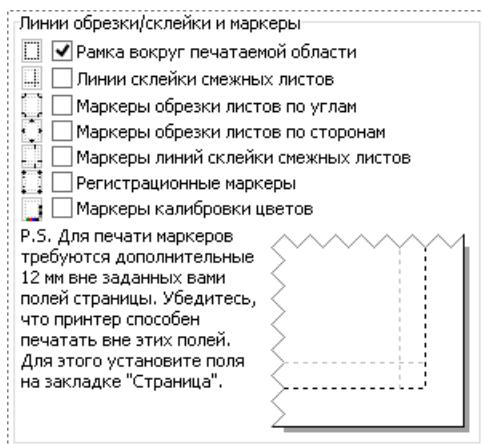 Линии обрезки/склейки и маркеры
Рамка вокруг печатаемой области
Линии склейки смежных листов
Маркеры обрезки листов по углам
Маркеры обрезки листов по сторонам
Маркеры линий склейки смежных листов
Регистрационные маркеры
Маркеры калибровки цветов
P.S. Для печати маркеров
требуются дополнительные
12 мм вне заданных вами
полей страницы. Убедитесь,
что принтер способен
печатать вне этих полей.
Для этого установите поля
на закладке "Страница".